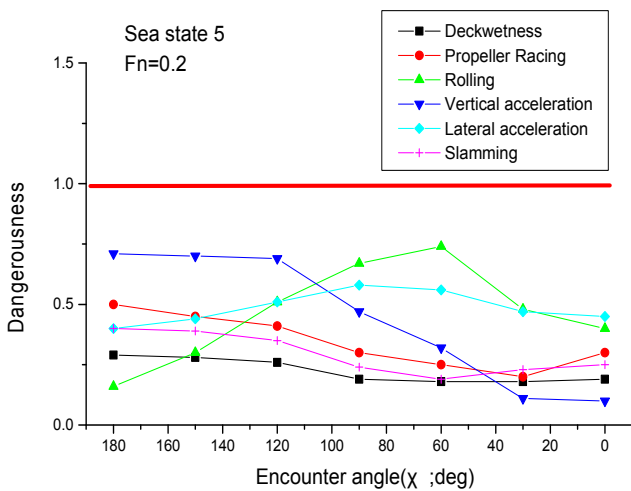 Sea state 5
Fn=0.2
Deckwetness
Propeller Racing
Rolling
Vertical acceleration
Lateral acceleration
Slamming
Dangerousness
1.5
1.0
0.5
0.0
180 160 140 120 100 80 60 40 20 0
Encounter angle(χ ;deg)